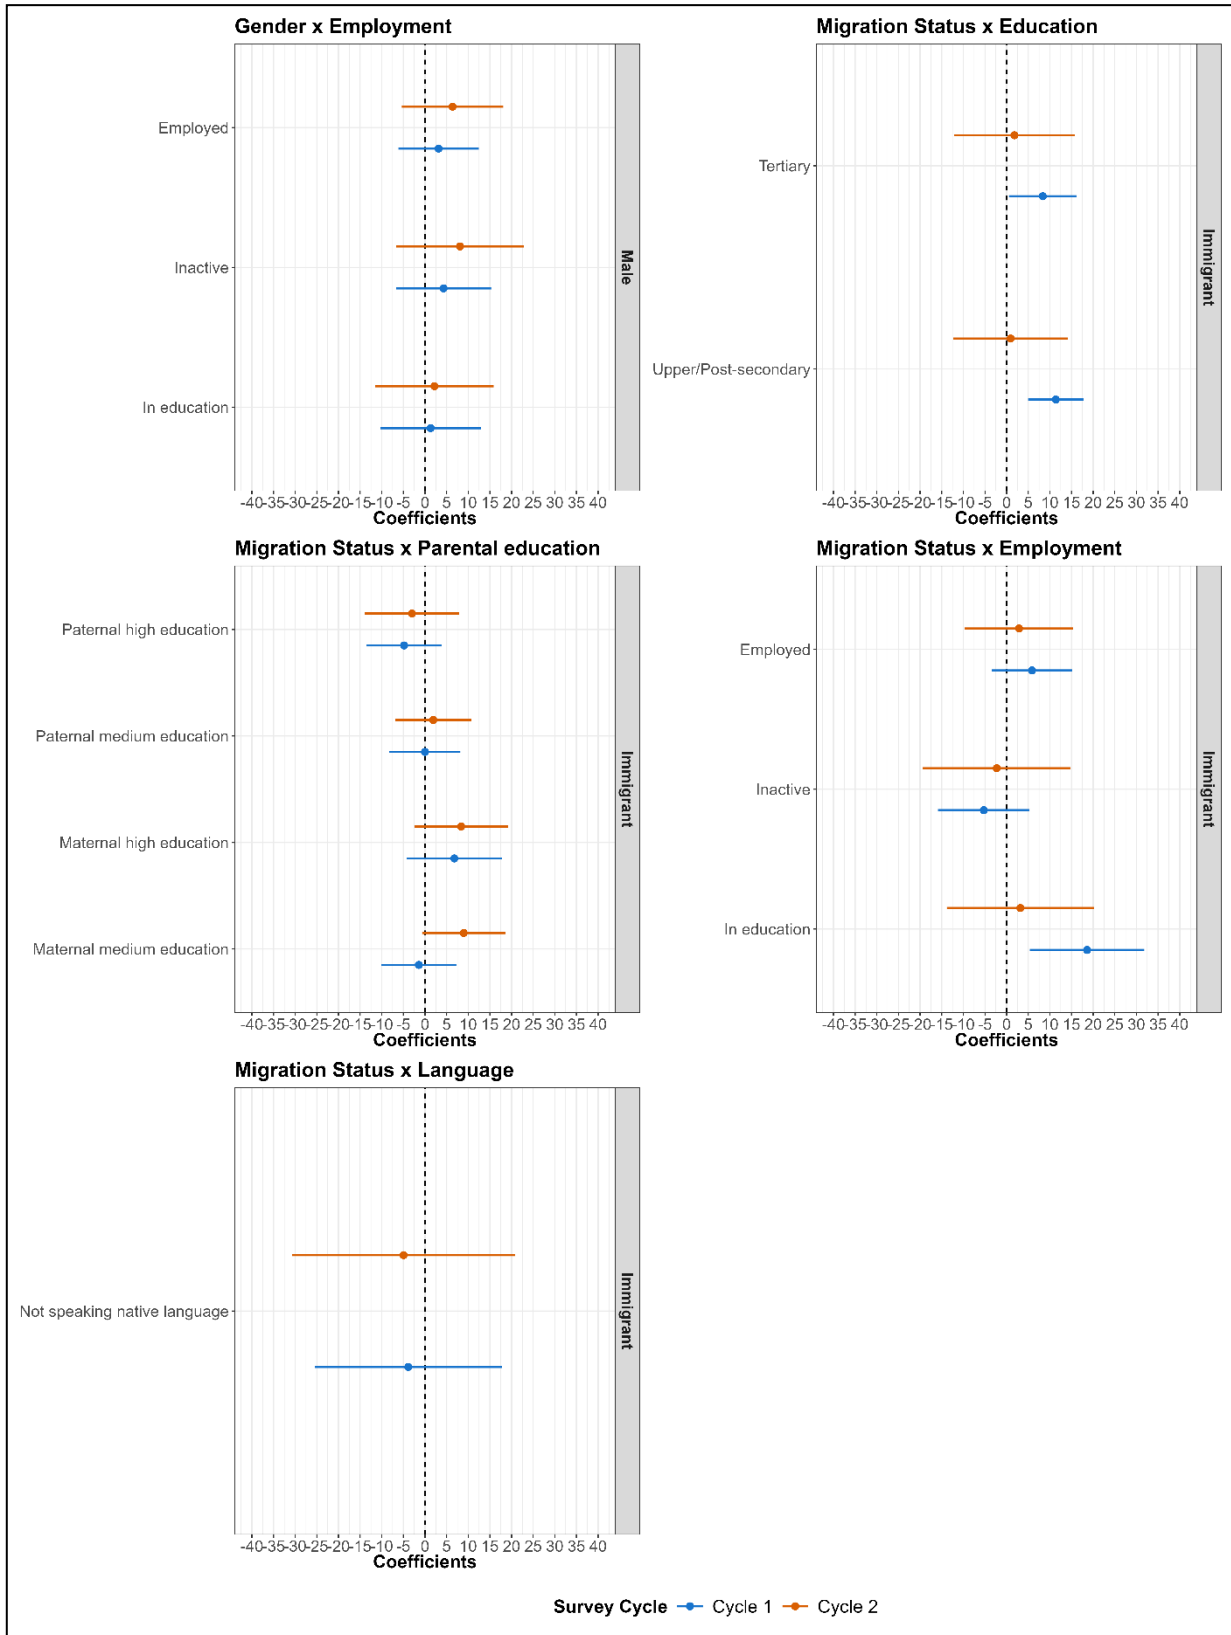 Gender x Employment
Employed
Inactive
In education
Male
-40-35-30-25-20-15-10 -5 0 5 10 15 20 25 30 35 40
Coefficients
Migration Status x Education
Tertiary
Upper/Post-secondary
Immigrant
-40-35-30-25-20-15-10 -5 0 5 10 15 20 25 30 35 40
Coefficients
Migration Status x Parental education
Paternal high education
Paternal medium education
Maternal high education
Maternal medium education
Immigrant
-40-35-30-25-20-15-10 -5 0 5 10 15 20 25 30 35 40
Coefficients
Migration Status x Employment
Employed
Inactive
In education
Immigrant
-40-35-30-25-20-15-10 -5 0 5 10 15 20 25 30 35 40
Coefficients
Migration Status x Language
Not speaking native language
Immigrant
-40-35-30-25-20-15-10 -5 0 5 10 15 20 25 30 35 40
Coefficients
Survey Cycle Cycle 1 Cycle 2